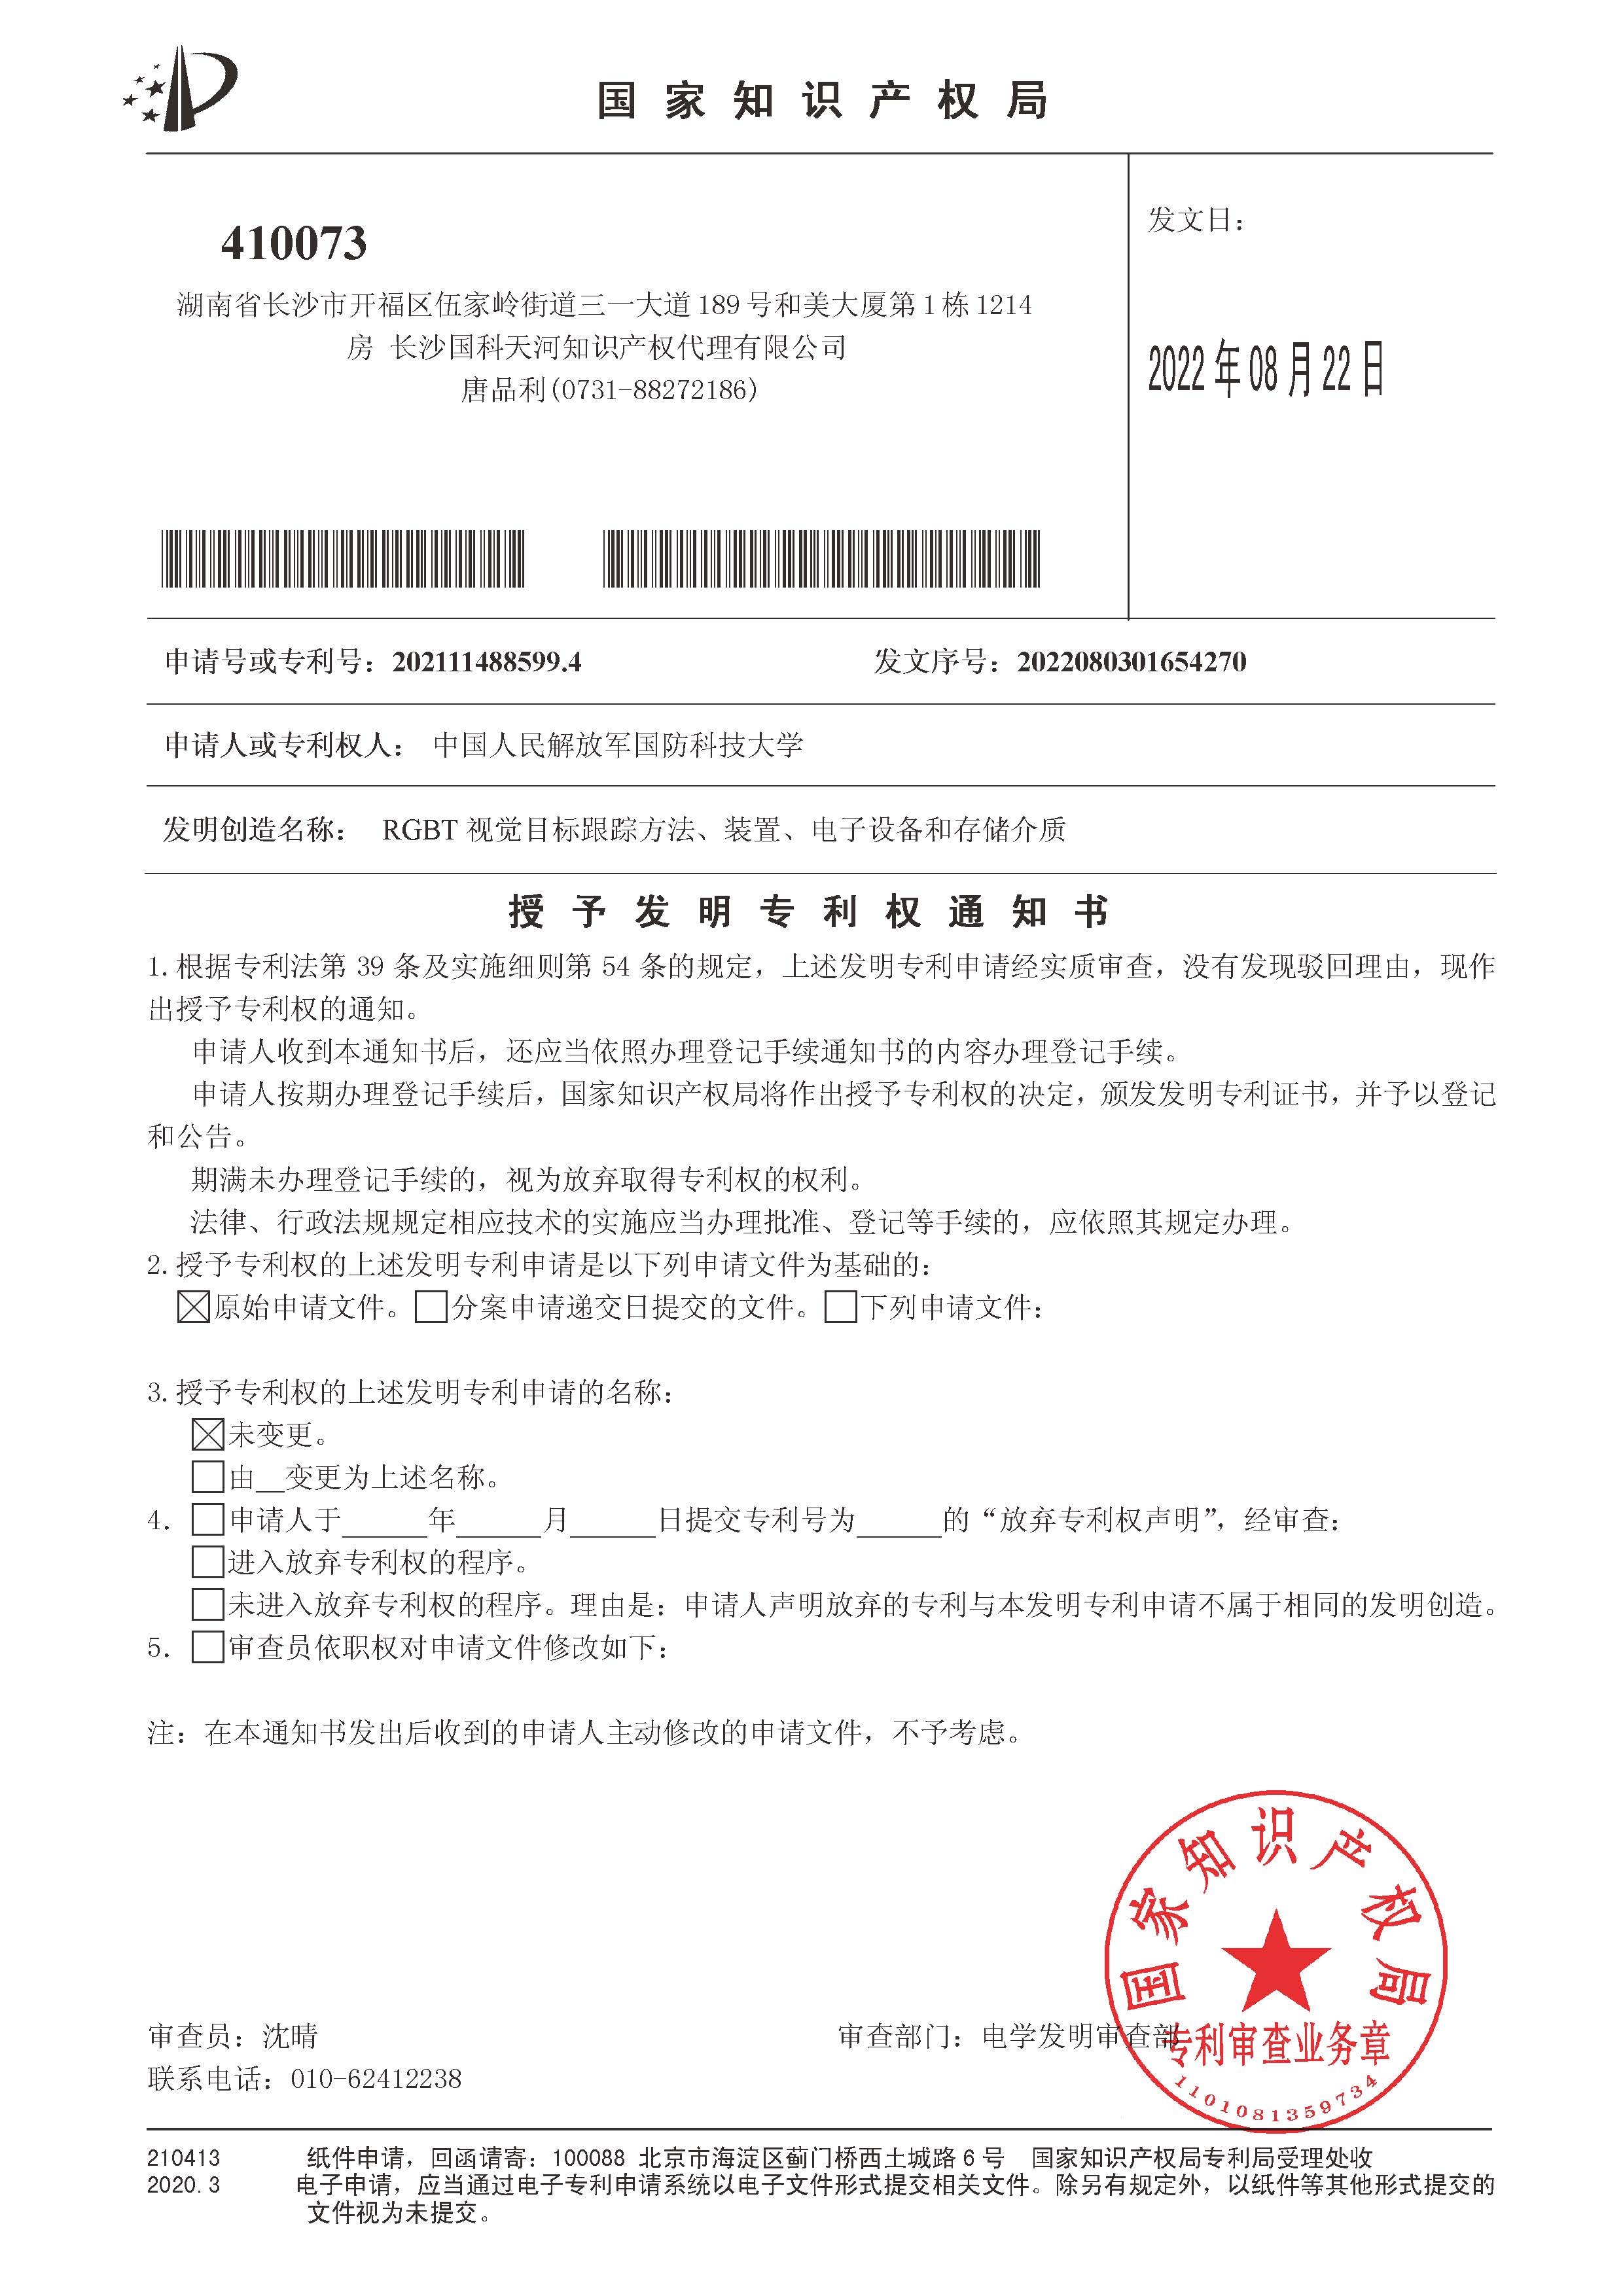 国家知识产权局
410073
发文日：
湖南省长沙市开福区伍家岭街道三一大道 189 号和美大厦第 1 栋 1214
房 长沙国科天河知识产权代理有限公司
唐品利(0731-88272186)
2022 年 08 月 22 日
申请号或专利号：202111488599.4 发文序号：2022080301654270
申请人或专利权人： 中国人民解放军国防科技大学
发明创造名称： RGBT 视觉目标跟踪方法、装置、电子设备和存储介质
授予发明专利权通知书
1.根据专利法第 39 条及实施细则第 54 条的规定，上述发明专利申请经实质审查，没有发现驳回理由，现作
出授予专利权的通知。
申请人收到本通知书后，还应当依照办理登记手续通知书的内容办理登记手续。
申请人按期办理登记手续后，国家知识产权局将作出授予专利权的决定，颁发发明专利证书，并予以登记
和公告。
期满未办理登记手续的，视为放弃取得专利权的权利。
法律、行政法规规定相应技术的实施应当办理批准、登记等手续的，应依照其规定办理。
2.授予专利权的上述发明专利申请是以下列申请文件为基础的：
☒原始申请文件。☐分案申请递交日提交的文件。☐下列申请文件：
3.授予专利权的上述发明专利申请的名称：
☒未变更。
☐由__变更为上述名称。
4. ☐申请人于______年______月______日提交专利号为______的“放弃专利权声明”，经审查：
☐进入放弃专利权的程序。
☐未进入放弃专利权的程序。理由是：申请人声明放弃的专利与本发明专利申请不属于相同的发明创造。
5. ☐审查员依职权对申请文件修改如下：
注：在本通知书发出后收到的申请人主动修改的申请文件，不予考虑。
国家知识产权局
专利审查业务章
1101081359734
审查员：沈晴 审查部门：电学发明审查部
联系电话：010-62412238
210413 纸件申请，回函请寄：100088 北京市海淀区蓟门桥西土城路 6 号 国家知识产权局专利局受理处收
2020.3 电子申请，应当通过电子专利申请系统以电子文件形式提交相关文件。除另有规定外，以纸件等其他形式提交的
文件视为未提交。